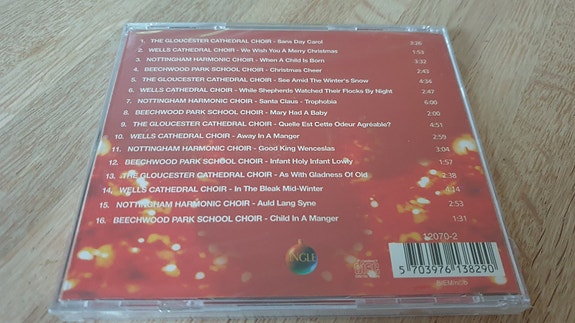 1. THE GLOUCESTER CATHEDRAL CHOIR - Sans Day Carol 3:26
2. WELLS CATHEDRAL CHOIR - We Wish You A Merry Christmas 1:53
3. NOTTINGHAM HARMONIC CHOIR - When A Child Is Born 3:32
4. BEECHWOOD PARK SCHOOL CHOIR - Christmas Cheer 2:43
5. THE GLOUCESTER CATHEDRAL CHOIR - See Amid The Winter's Snow 4:34
6. WELLS CATHEDRAL CHOIR - While Shepherds Watched Their Flocks By Night 2:47
7. NOTTINGHAM HARMONIC CHOIR - Santa Claus - Trophobia 6:00
8. BEECHWOOD PARK SCHOOL CHOIR - Mary Had A Baby 2:00
9. THE GLOUCESTER CATHEDRAL CHOIR - Quelle Est Cette Odeur Agréable? 4:51
10. WELLS CATHEDRAL CHOIR - Away In A Manger 2:59
11. NOTTINGHAM HARMONIC CHOIR - Good King Wenceslas 3:04
12. BEECHWOOD PARK SCHOOL CHOIR - Infant Holy Infant Lowly 1:57
13. THE GLOUCESTER CATHEDRAL CHOIR - As With Gladness Of Old 2:38
14. WELLS CATHEDRAL CHOIR - In The Bleak Mid-Winter 4:14
15. NOTTINGHAM HARMONIC CHOIR - Auld Lang Syne 2:53
16. BEECHWOOD PARK SCHOOL CHOIR - Child In A Manger 1:31
12070-2
JINGLE
5 703976 138290